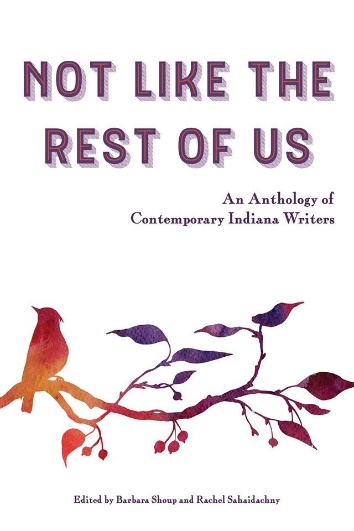 NOT LIKE THE
REST OF US
An Anthology of
Contemporary Indiana Writers
Edited by Barbara Shoup and Rachel Sahaidachny